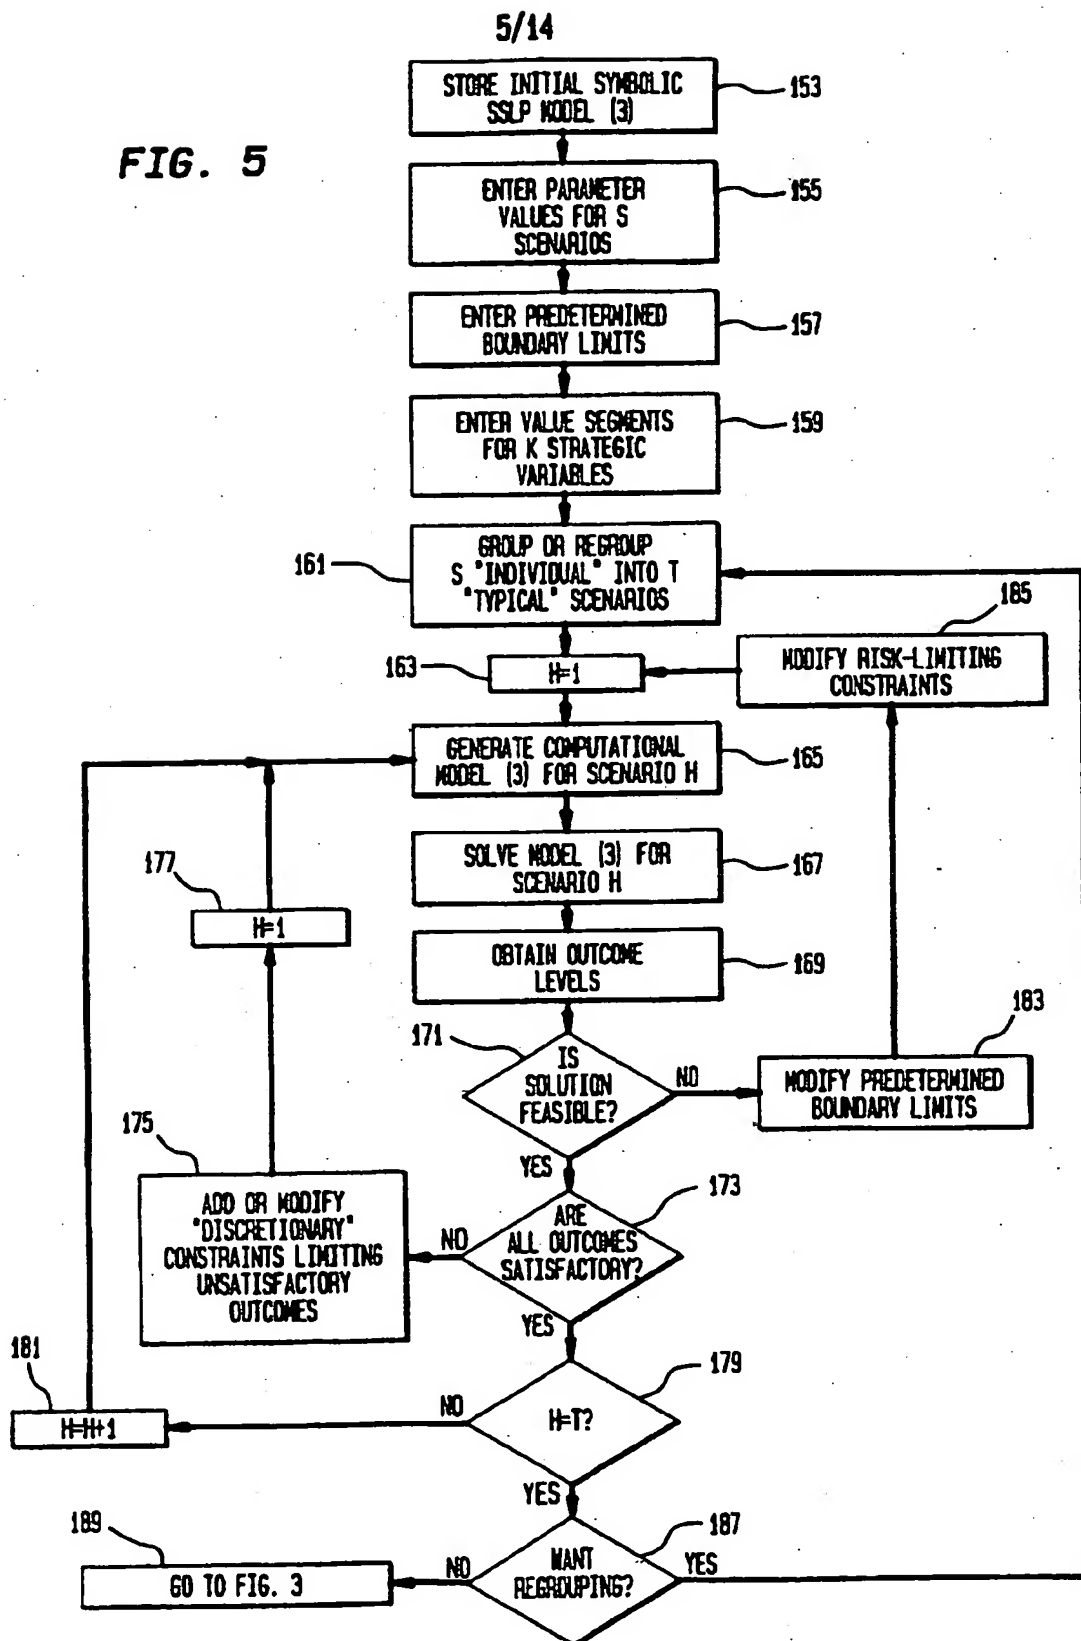 5/14
FIG. 5
STORE INITIAL SYMBOLIC
SSLP MODEL (3)
153
ENTER PARAMETER
VALUES FOR S
SCENARIOS
155
ENTER PREDETERMINED
BOUNDARY LIMITS
157
ENTER VALUE SEGMENTS
FOR K STRATEGIC
VARIABLES
159
161
GROUP OR REGROUP
S "INDIVIDUAL" INTO T
"TYPICAL" SCENARIOS
163
H=1
185
MODIFY RISK-LIMITING
CONSTRAINTS
GENERATE COMPUTATIONAL
MODEL (3) FOR SCENARIO H
165
SOLVE MODEL (3) FOR
SCENARIO H
167
177
H=1
OBTAIN OUTCOME
LEVELS
169
171
IS
SOLUTION
FEASIBLE?
NO
YES
183
MODIFY PREDETERMINED
BOUNDARY LIMITS
175
ADD OR MODIFY
"DISCRETIONARY"
CONSTRAINTS LIMITING
UNSATISFACTORY
OUTCOMES
NO
ARE
ALL OUTCOMES
SATISFACTORY?
173
YES
181
H=H+1
NO
H=T?
179
YES
189
GO TO FIG. 3
NO
WANT
REGROUPING?
187
YES